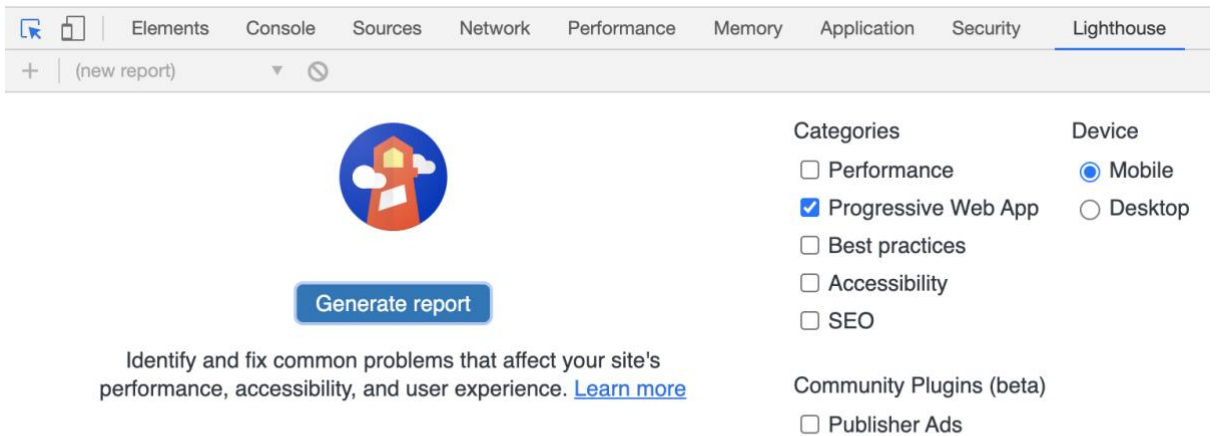 Elements Console Sources Network Performance Memory Application Security Lighthouse
(new report)
Categories Device
Performance Mobile
Progressive Web App Desktop
Best practices
Accessibility
SEO
Generate report
Identify and fix common problems that affect your site's
performance, accessibility, and user experience. Learn more
Community Plugins (beta)
Publisher Ads